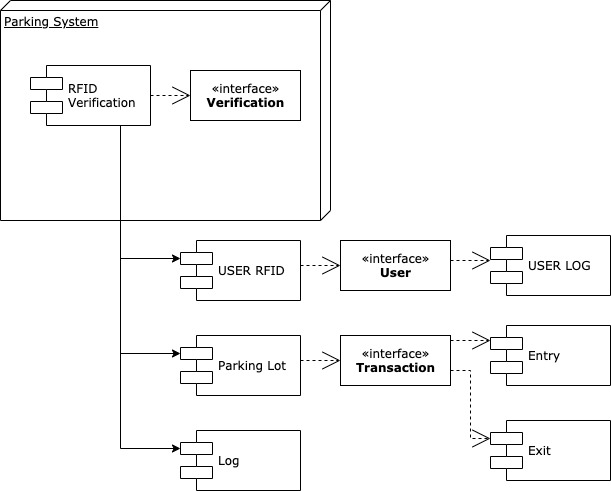 Parking System
RFID
Verification
«interface»
Verification
USER RFID
«interface»
User
USER LOG
Parking Lot
«interface»
Transaction
Entry
Log
Exit